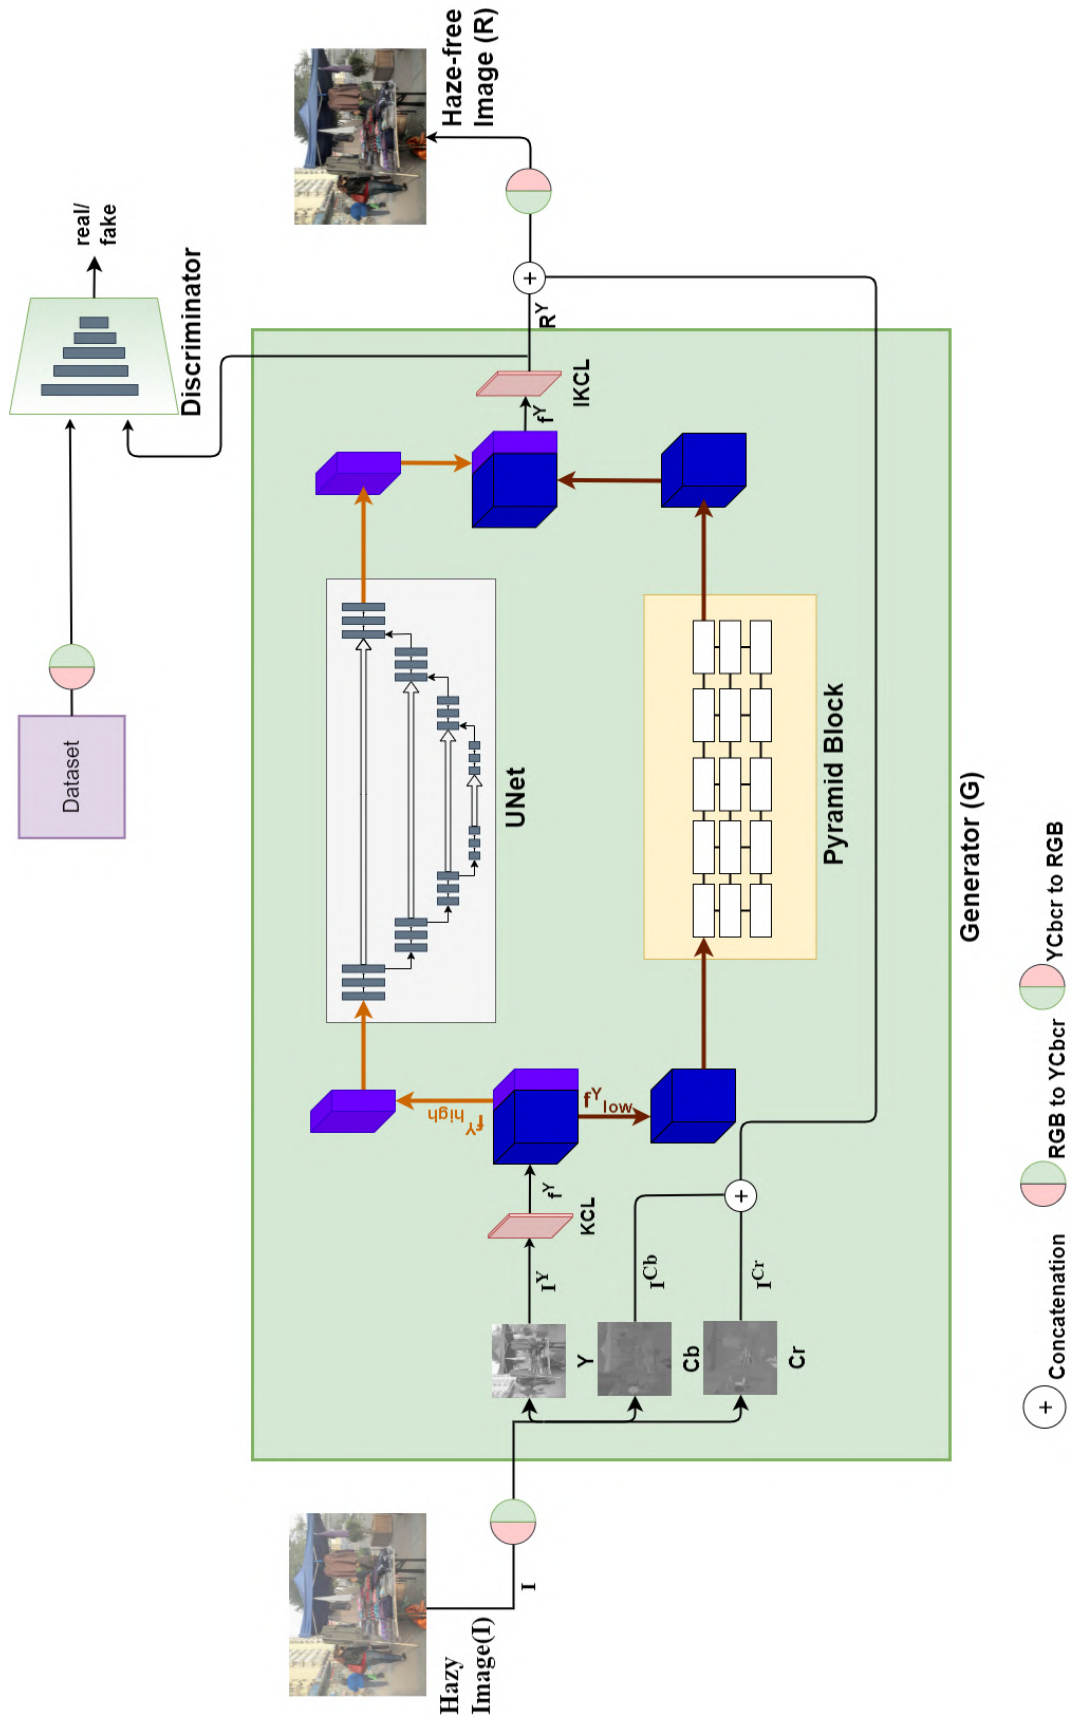 Hazy
Image(I)
I
Y
Cb
Cr
I^Y
I^Cb
I^Cr
KCL
f^Y
f^Y_high
f^Y_low
UNet
Pyramid Block
f^Y
IKCL
R^Y
Generator (G)
Dataset
Discriminator
real/
fake
Haze-free
Image (R)
+
+
+
Concatenation
RGB to YCbcr
YCbcr to RGB